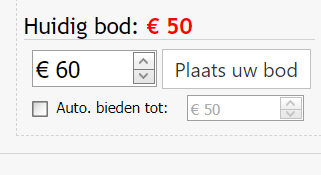 Huidig bod: € 50
€ 60 Plaats uw bod
Auto. bieden tot: € 50